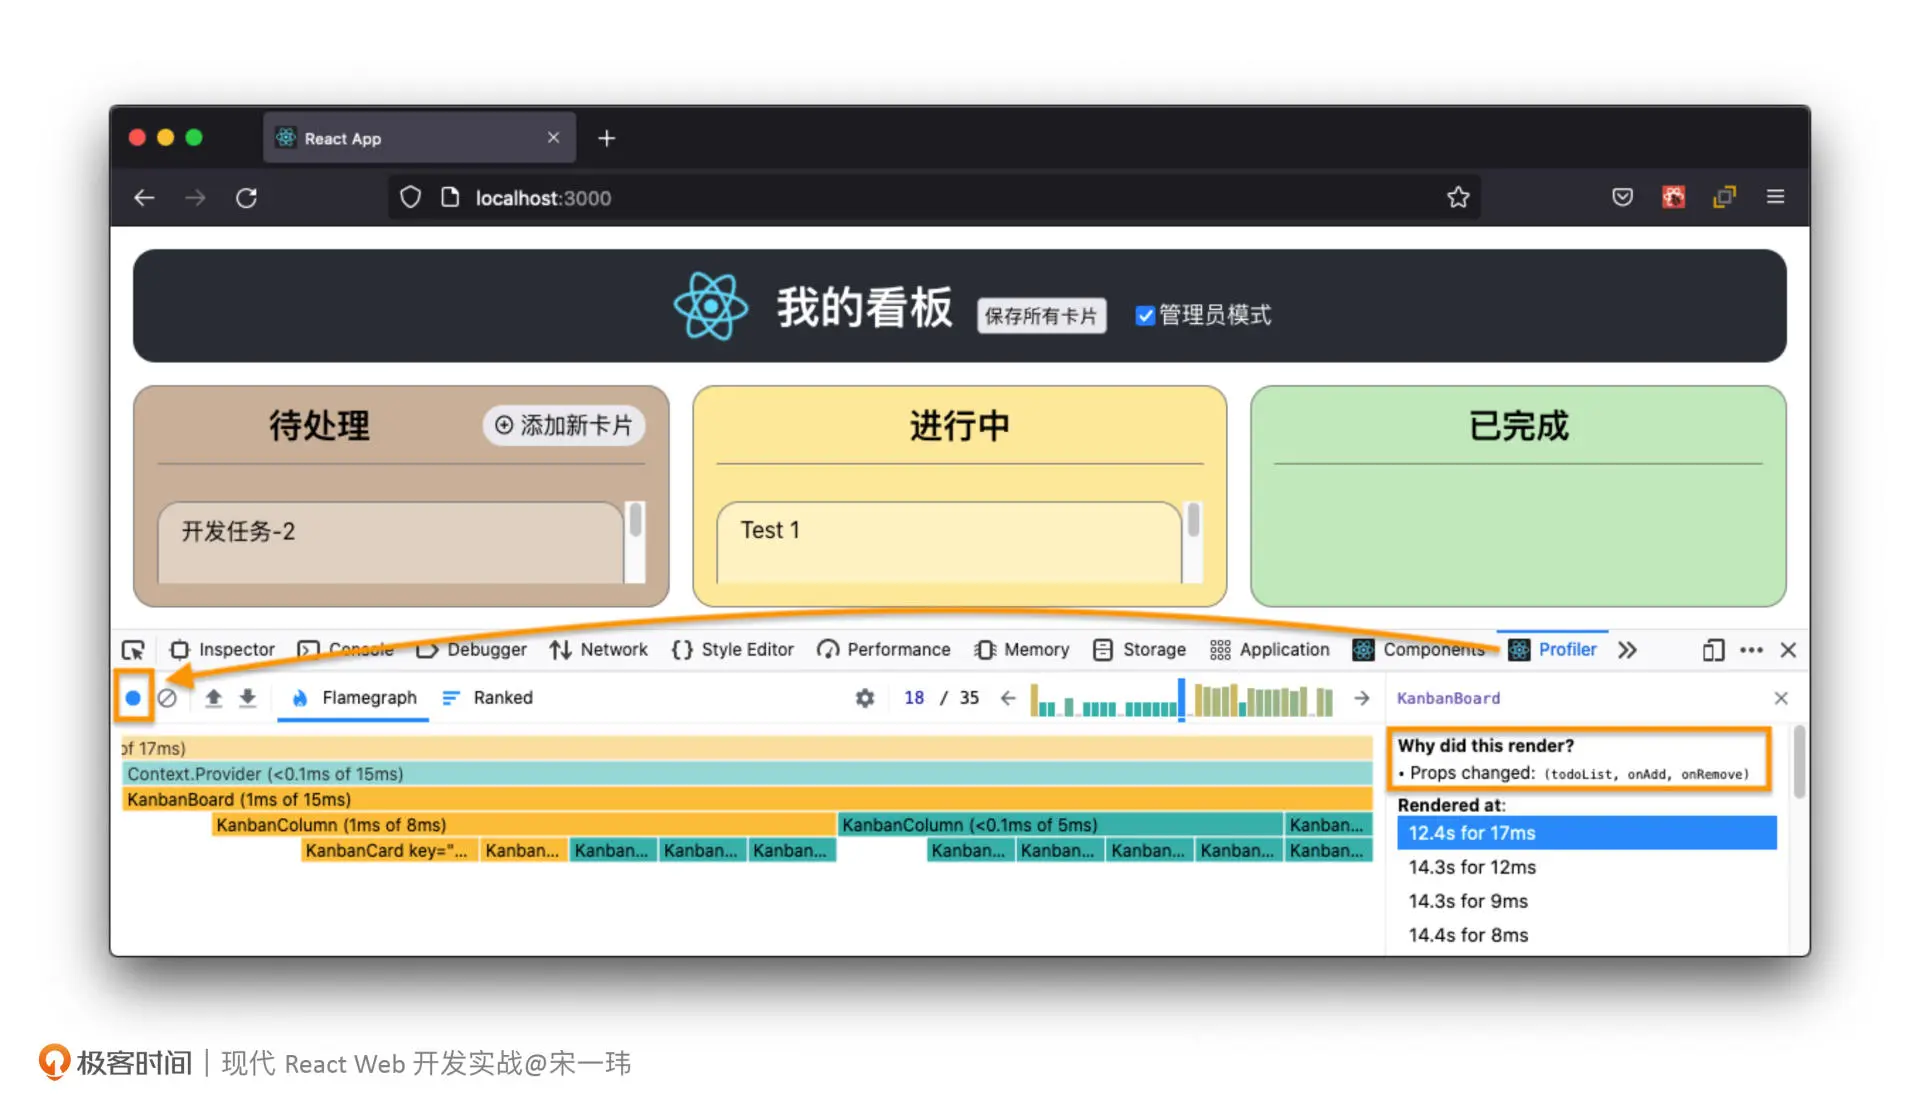 React App
localhost:3000
我的看板 保存所有卡片 管理员模式
待处理 添加新卡片
进行中
已完成
开发任务-2
Test 1
Inspector Console Debugger Network Style Editor Performance Memory Storage Application Components Profiler
Flamegraph Ranked 18 / 35
of 17ms)
Context.Provider (<0.1ms of 15ms)
KanbanBoard (1ms of 15ms)
KanbanColumn (1ms of 8ms) KanbanColumn (<0.1ms of 5ms) Kanban...
KanbanCard key="... Kanban... Kanban... Kanban... Kanban... Kanban... Kanban... Kanban... Kanban... Kanban...
KanbanBoard
Why did this render?
• Props changed: (todoList, onAdd, onRemove)
Rendered at:
12.4s for 17ms
14.3s for 12ms
14.3s for 9ms
14.4s for 8ms
极客时间 | 现代 React Web 开发实战@宋一玮